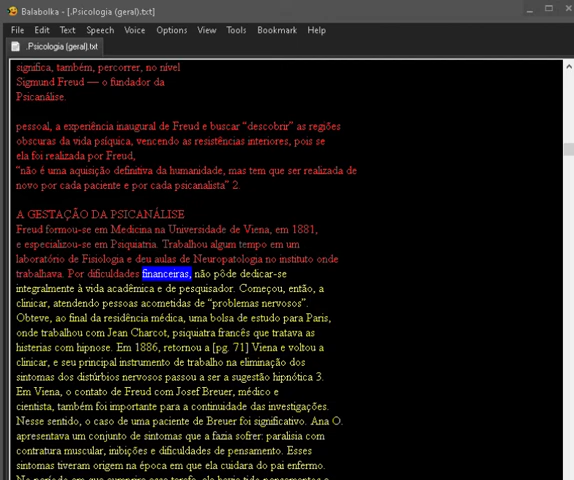 Balabolka - [.Psicologia (geral).txt]
File Edit Text Speech Voice Options View Bookmark Help
.Psicologia (geral).txt
significa, também, percorrer, no nível
Sigmund Freud — o fundador da
Psicanálise.
pessoal, a experiência inaugural de Freud e buscar “descobrir” as regiões
obscuras da vida psíquica, vencendo as resistências interiores, pois se
ela foi realizada por Freud,
“não é uma aquisição definitiva da humanidade, mas tem que ser realizada de
novo por cada paciente e por cada psicanalista” 2.
A GESTAÇÃO DA PSICANÁLISE
Freud formou-se em Medicina na Universidade de Viena, em 1881,
e especializou-se em Psiquiatria. Trabalhou algum tempo em um
laboratório de Fisiologia e deu aulas de Neuropatologia no instituto onde
trabalhava. Por dificuldades financeiras, não pôde dedicar-se
integralmente à vida acadêmica e de pesquisador. Começou, então, a
clinicar, atendendo pessoas acometidas de “problemas nervosos”.
Obteve, ao final da residência médica, uma bolsa de estudo para Paris,
onde trabalhou com Jean Charcot, psiquiatra francês que tratava as
histerias com hipnose. Em 1886, retornou a [pg. 71] Viena e voltou a
clinicar, e seu principal instrumento de trabalho na eliminação dos
sintomas dos distúrbios nervosos passou a ser a sugestão hipnótica 3.
Em Viena, o contato de Freud com Josef Breuer, médico e
cientista, também foi importante para a continuidade das investigações.
Nesse sentido, o caso de uma paciente de Breuer foi significativo. Ana O.
apresentava um conjunto de sintomas que a fazia sofrer: paralisia com
contratura muscular, inibições e dificuldades de pensamento. Esses
sintomas tiveram origem na época em que ela cuidara do pai enfermo.